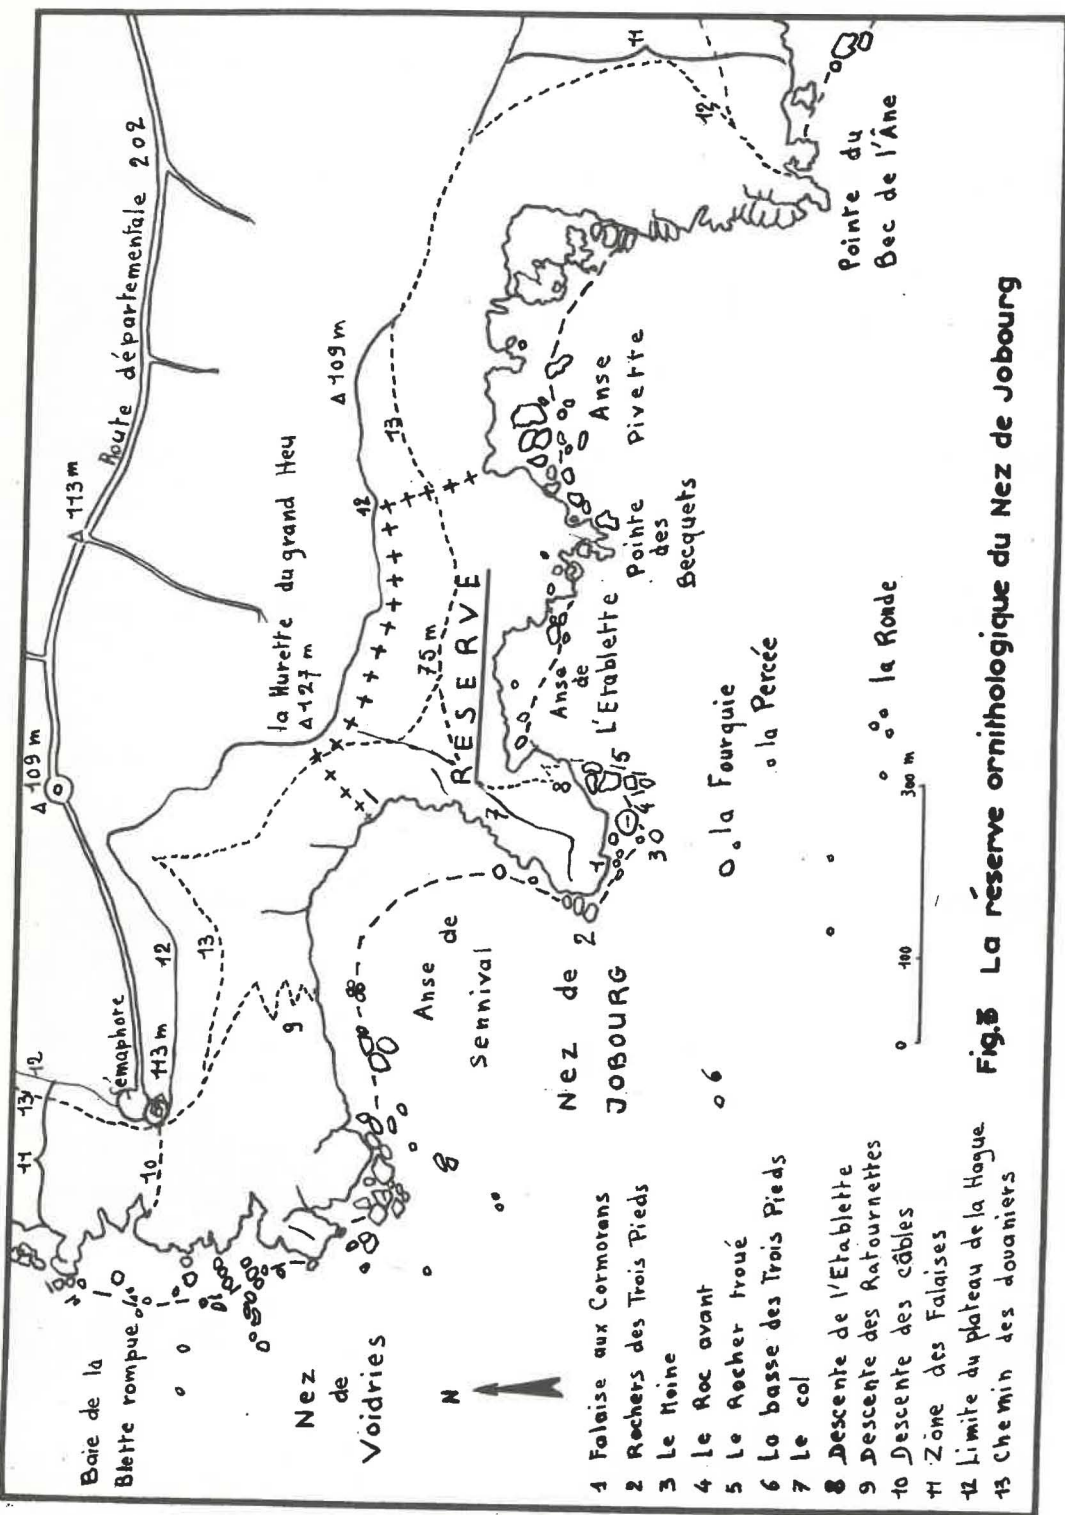 Route départementale 202
113 m
109 m
la Hurette du grand Heu
127 m
109 m
12
13
75 m
11
12
RÉSERVE
Sémaphore
113 m
12
13
11
12
13
10
9
7
1
2
3
4
5
6
Baie de la
Blette rompue
Nez
de
Voidries
Anse de
Sennival
Nez de
JOBOURG
Anse
de
L'Etablette
Pointe
des
Becquets
Anse
Pivette
Pointe du
Bec de l'Âne
la Fourquie
la Percée
la Ronde
N
0 100 300 m
1 Falaise aux Cormorans
2 Rochers des Trois Pieds
3 Le Moine
4 Le Roc avant
5 Le Rocher troué
6 La basse des Trois Pieds
7 Le col
8 Descente de l'Etablette
9 Descente des Ratournettes
10 Descente des câbles
11 Zône des Falaises
12 Limite du plateau de la Hague
13 Chemin des douaniers
Fig.3 La réserve ornithologique du Nez de Jobourg